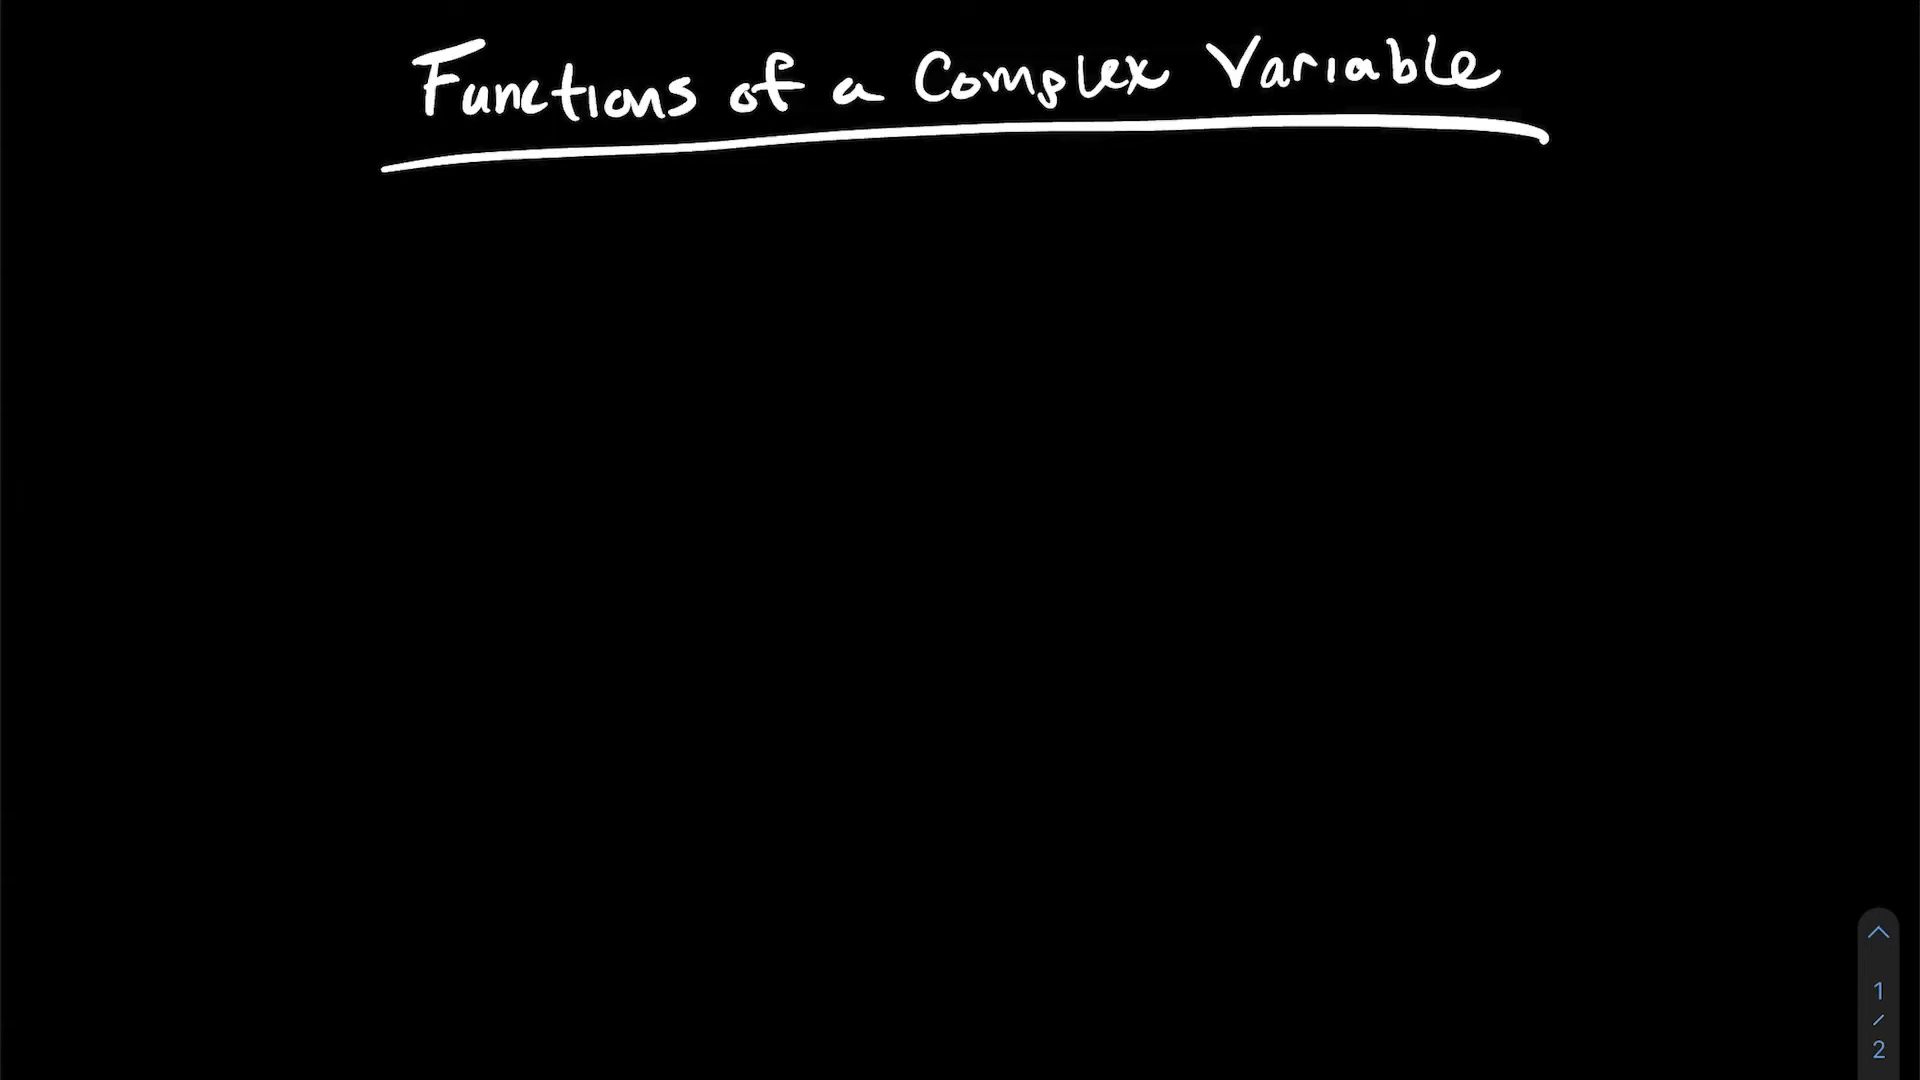 Functions of a Complex Variable
1
/
2